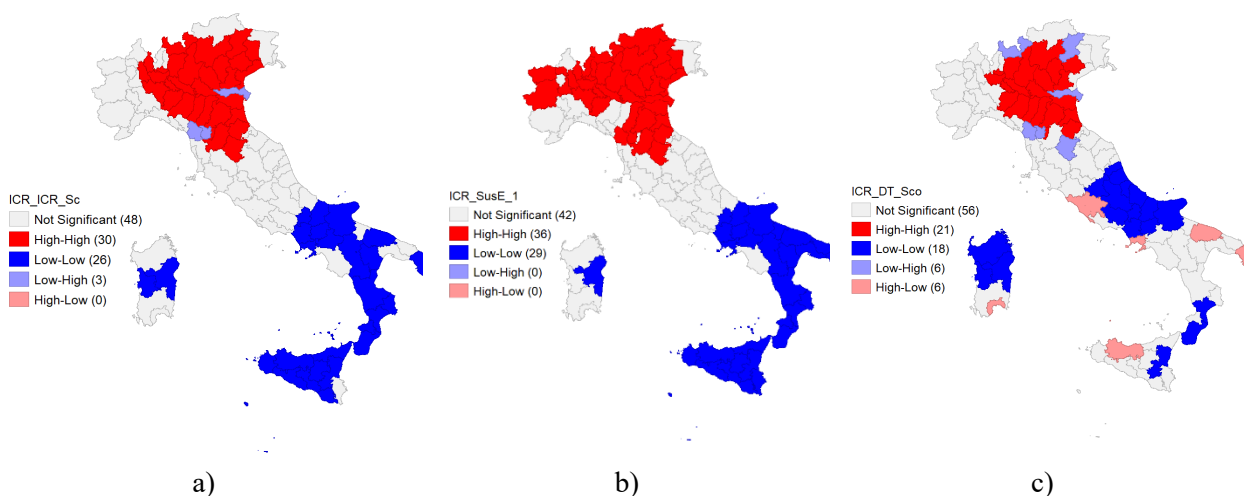 ICR_ICR_Sc
Not Significant (48)
High-High (30)
Low-Low (26)
Low-High (3)
High-Low (0)
a)
ICR_SusE_1
Not Significant (42)
High-High (36)
Low-Low (29)
Low-High (0)
High-Low (0)
b)
ICR_DT_Sco
Not Significant (56)
High-High (21)
Low-Low (18)
Low-High (6)
High-Low (6)
c)